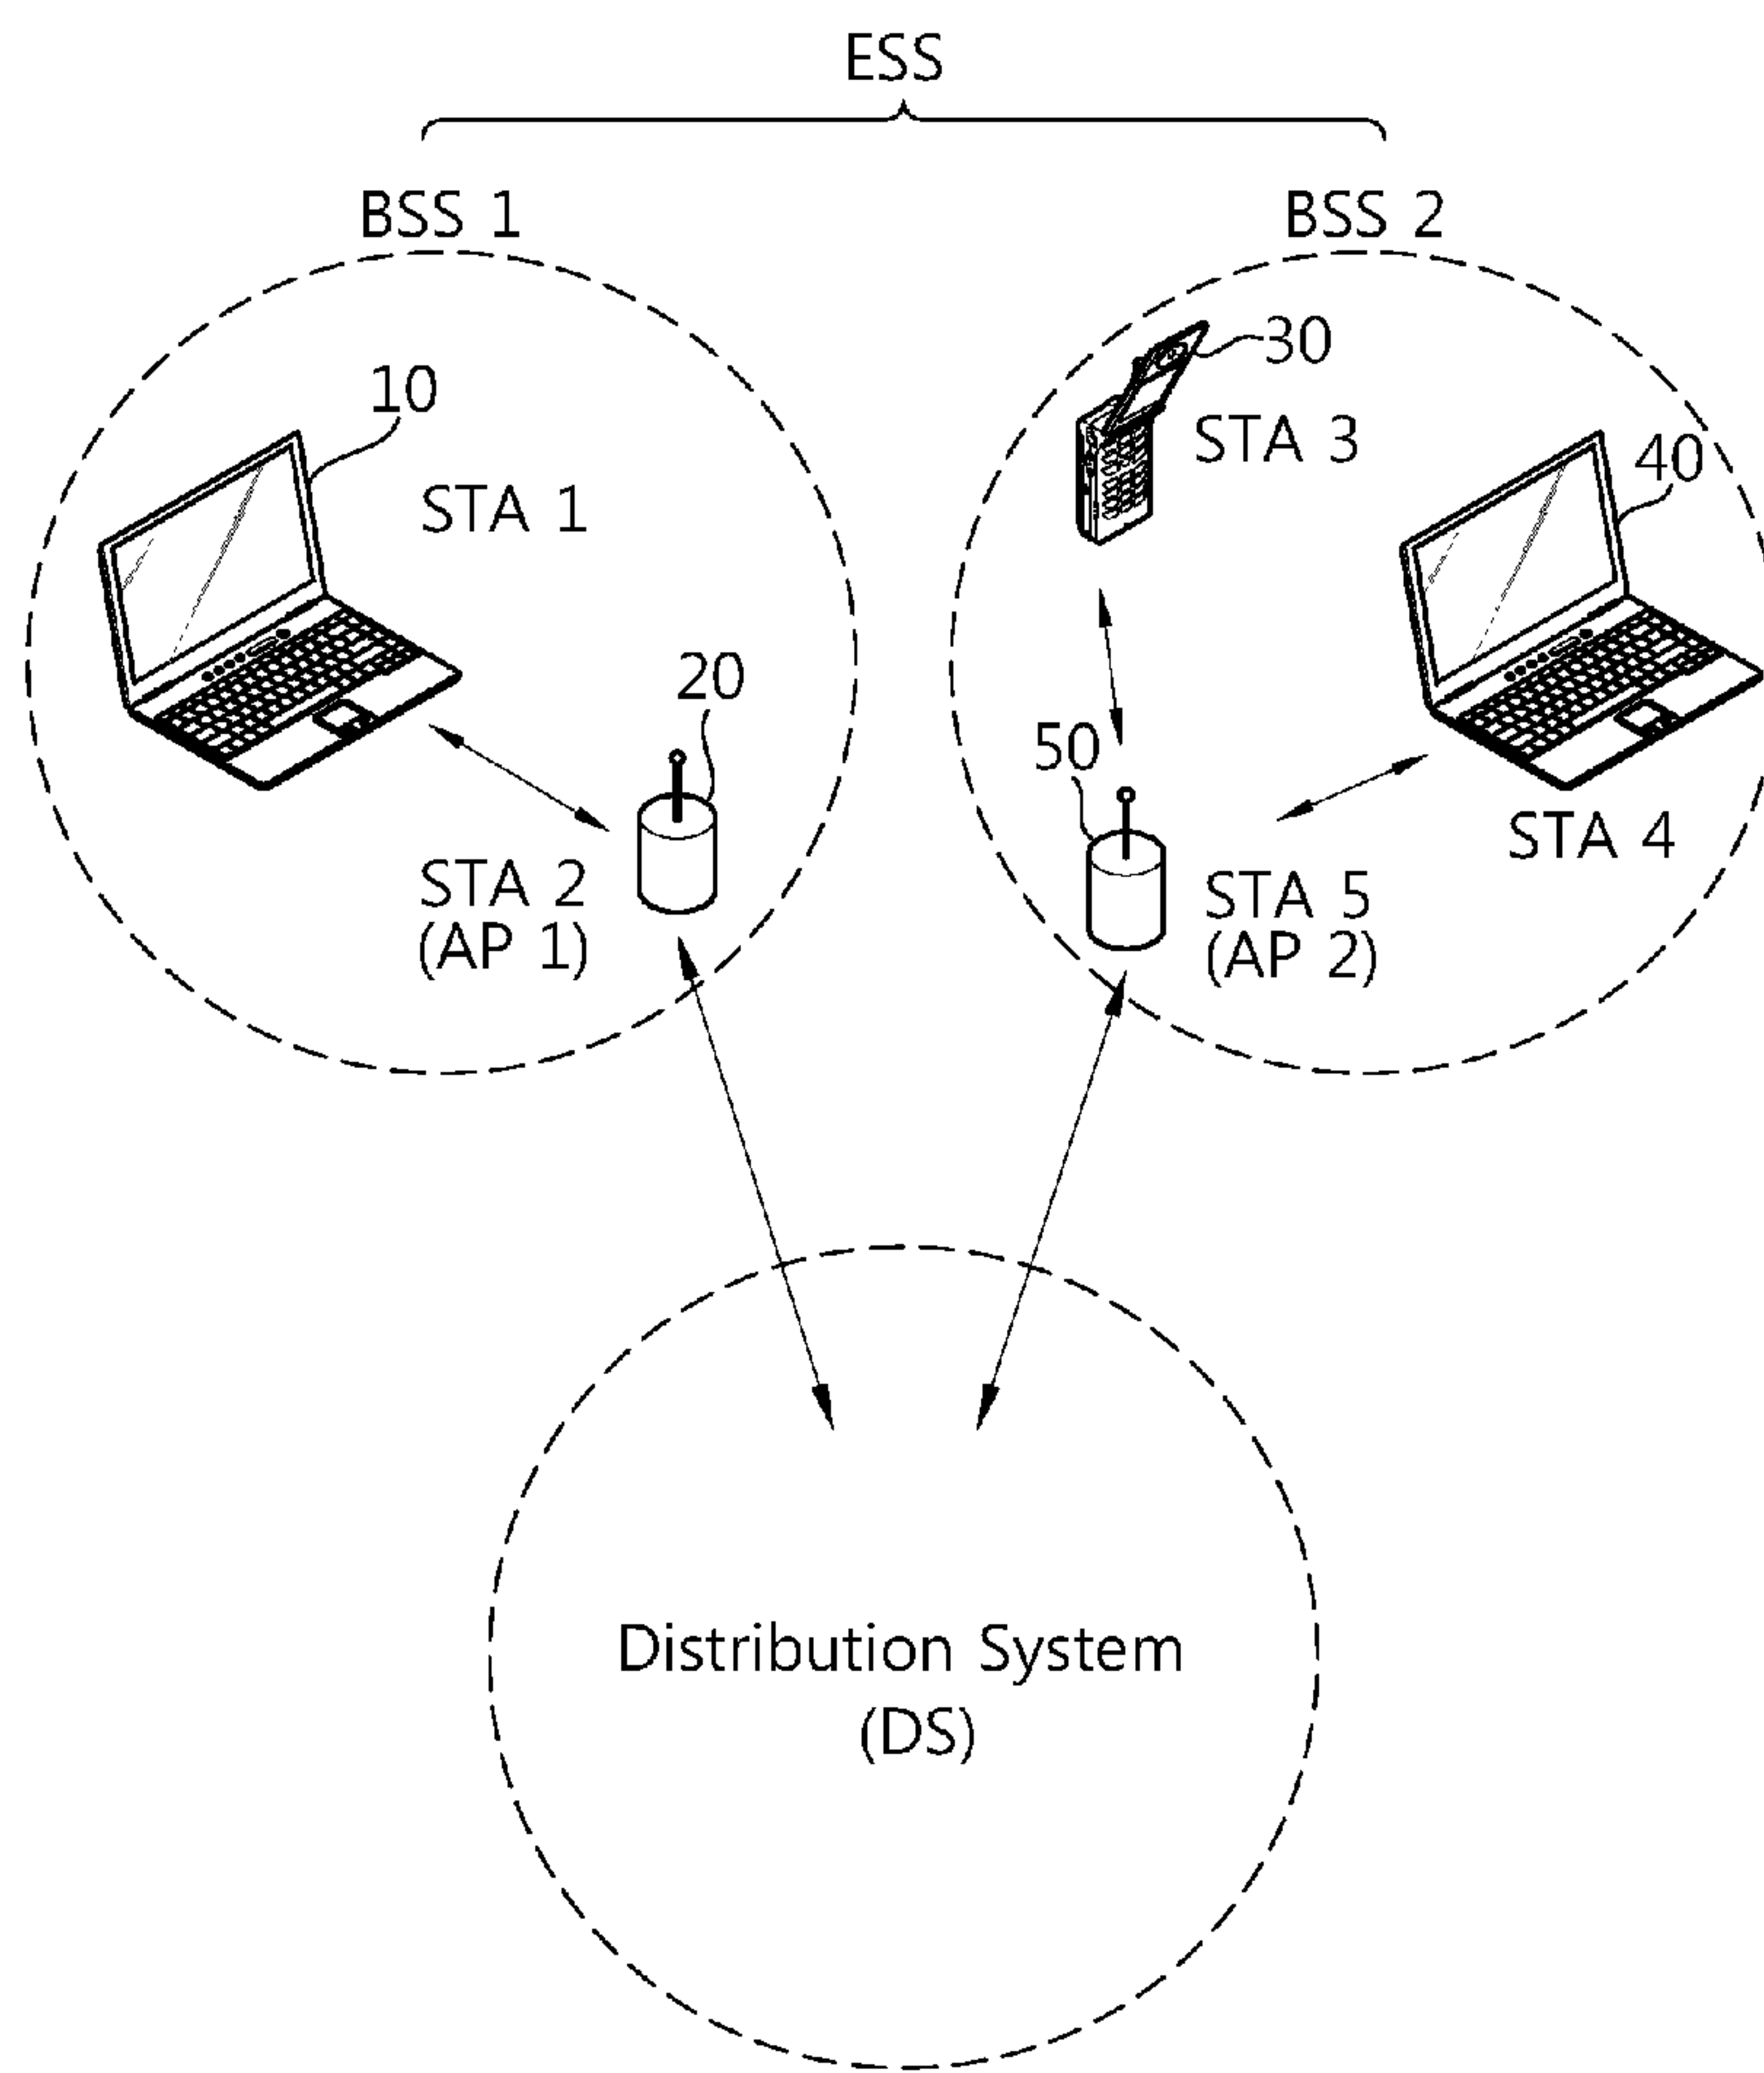 ESS
BSS 1
BSS 2
30
10
STA 3
40
STA 1
20
50
STA 4
STA 2
(AP 1)
STA 5
(AP 2)
Distribution System
(DS)